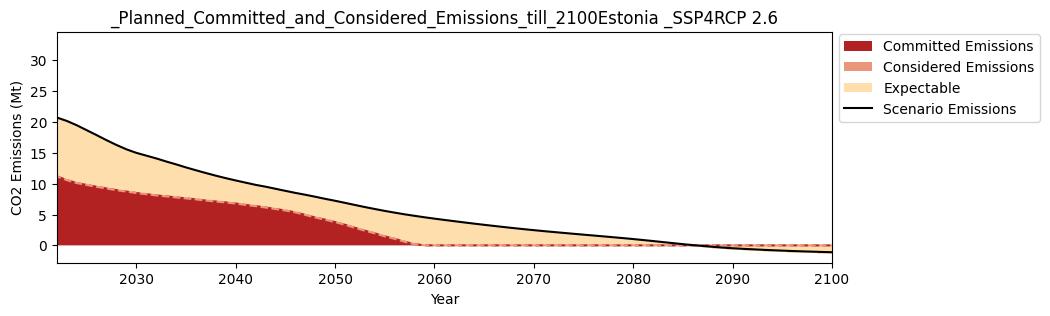 _Planned_Committed_and_Considered_Emissions_till_2100Estonia _SSP4RCP 2.6
CO2 Emissions (Mt)
30
25
20
15
10
5
0
2030 2040 2050 2060 2070 2080 2090 2100
Year
Committed Emissions
Considered Emissions
Expectable
Scenario Emissions